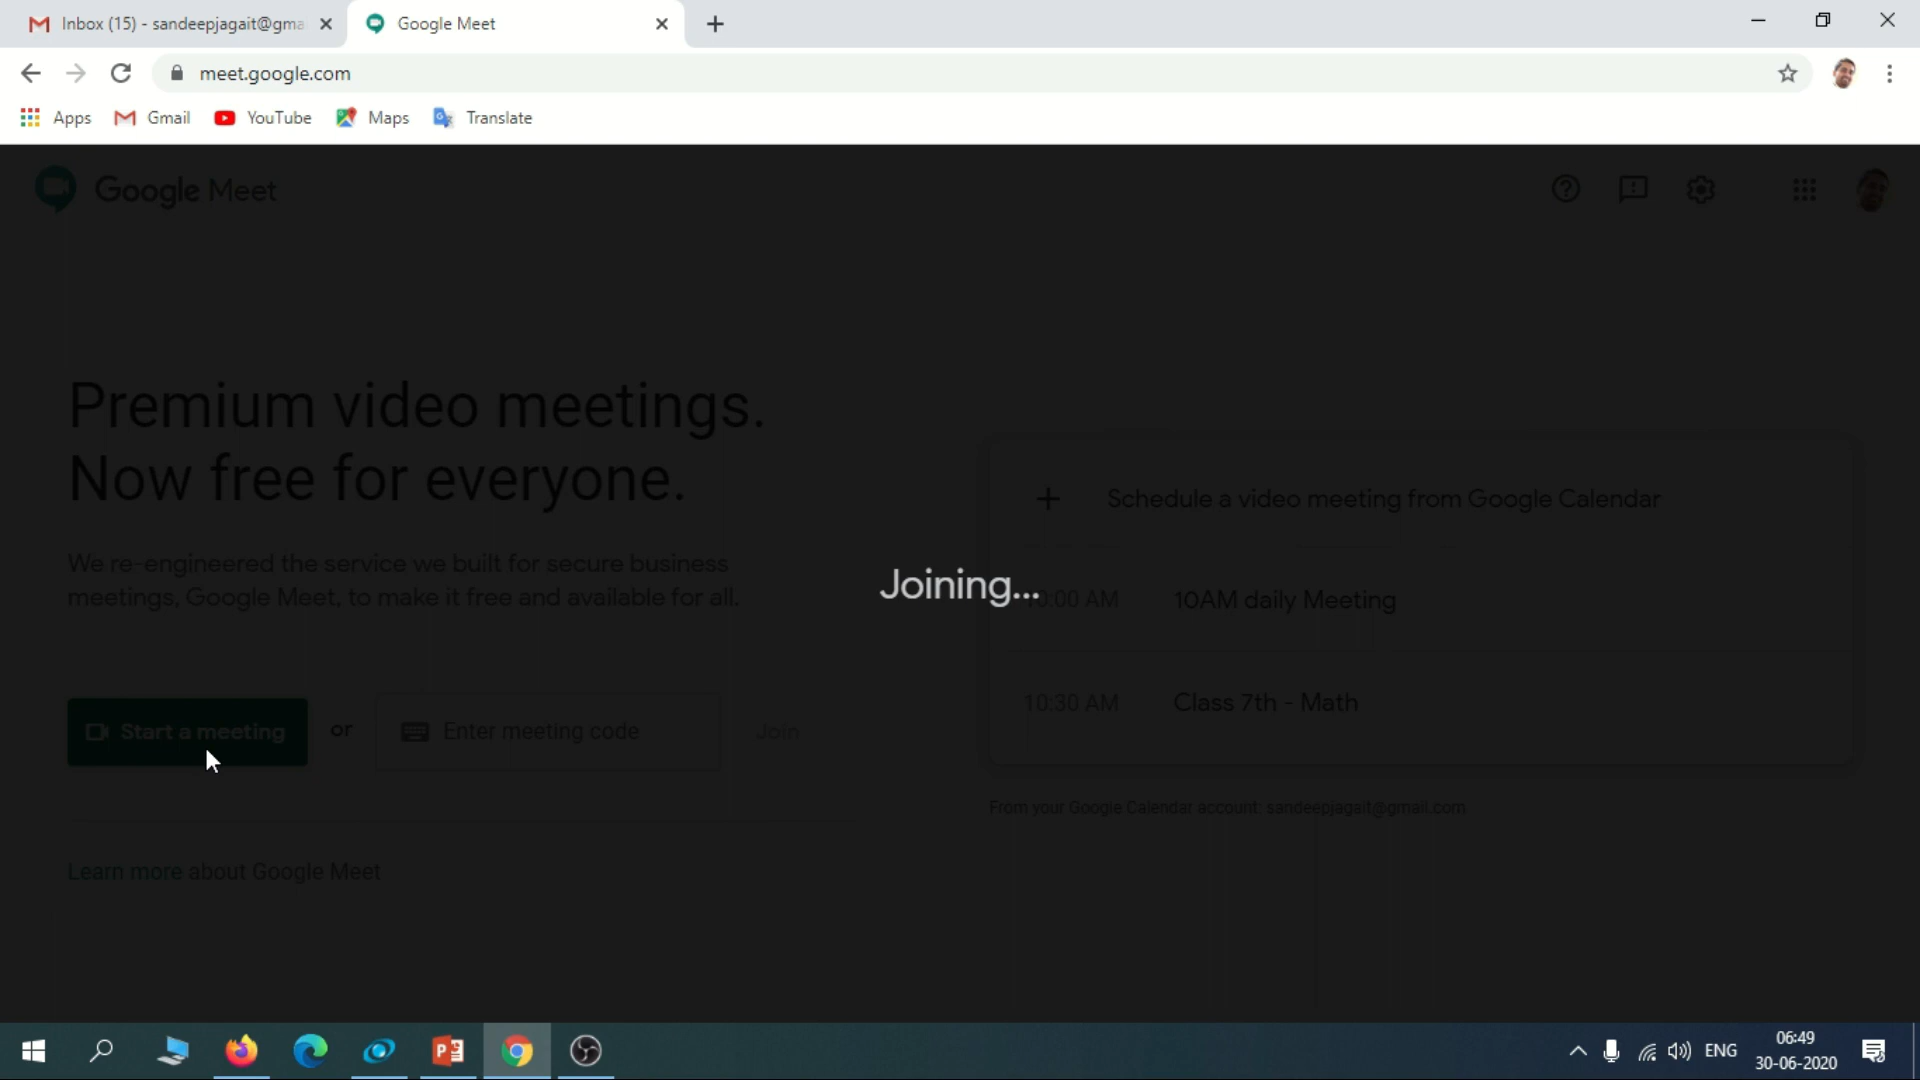 Inbox (15) - sandeepjagait@gma
Google Meet
meet.google.com
Apps
Gmail
YouTube
Maps
Translate
Google Meet
Premium video meetings.
Now free for everyone.
We re-engineered the service we built for secure business
meetings, Google Meet, to make it free and available for all.
Start a meeting
or
Enter meeting code
Join
Learn more about Google Meet
Joining...
Schedule a video meeting from Google Calendar
10:00 AM 10AM daily Meeting
10:30 AM Class 7th - Math
From your Google Calendar account: sandeepjagait@gmail.com
ENG
06:49
30-06-2020